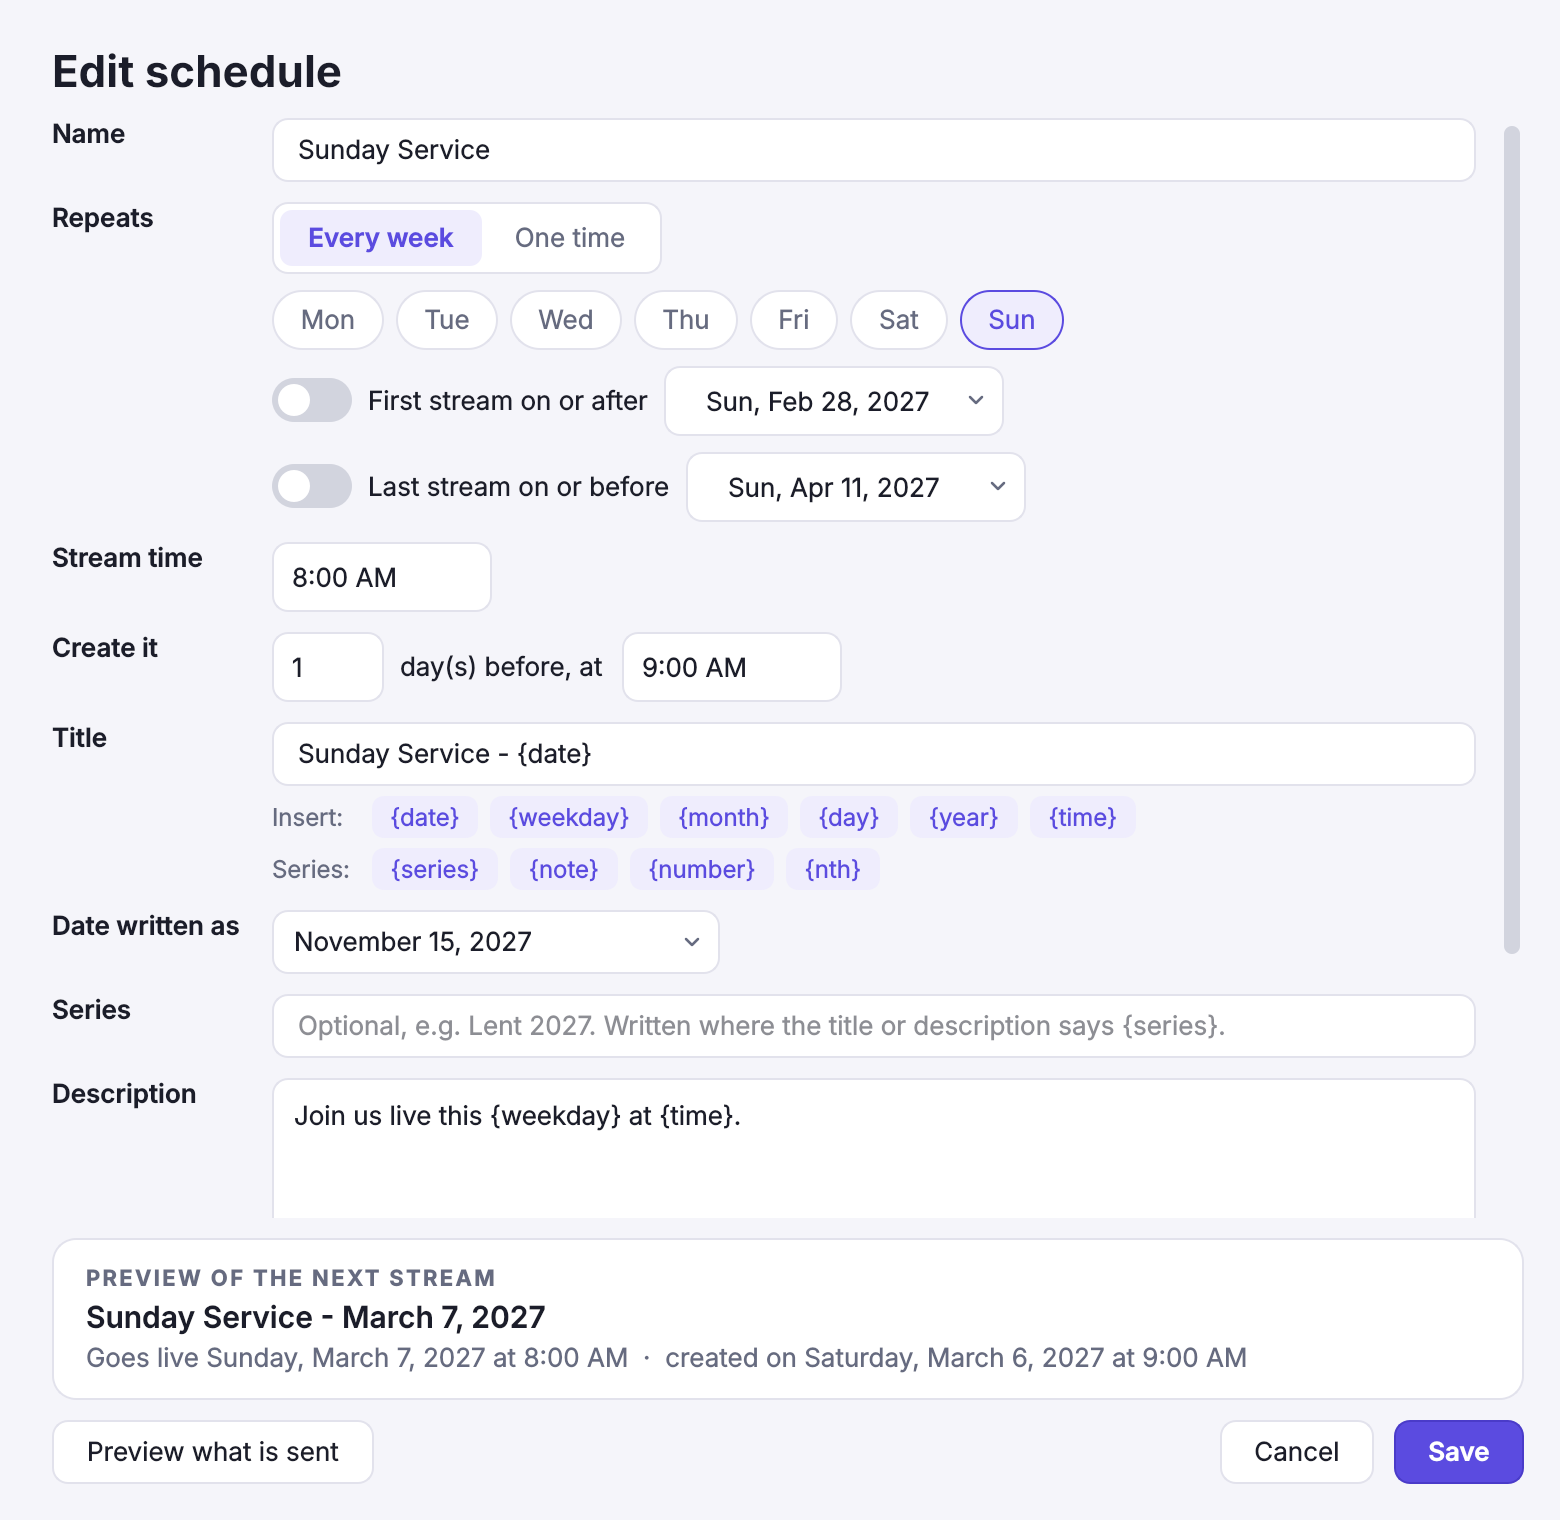 Edit schedule
Name
Sunday Service
Repeats
Every week One time
Mon Tue Wed Thu Fri Sat Sun
First stream on or after Sun, Feb 28, 2027
Last stream on or before Sun, Apr 11, 2027
Stream time
8:00 AM
Create it
1 day(s) before, at 9:00 AM
Title
Sunday Service - {date}
Insert: {date} {weekday} {month} {day} {year} {time}
Series: {series} {note} {number} {nth}
Date written as
November 15, 2027
Series
Optional, e.g. Lent 2027. Written where the title or description says {series}.
Description
Join us live this {weekday} at {time}.
PREVIEW OF THE NEXT STREAM
Sunday Service - March 7, 2027
Goes live Sunday, March 7, 2027 at 8:00 AM · created on Saturday, March 6, 2027 at 9:00 AM
Preview what is sent Cancel Save